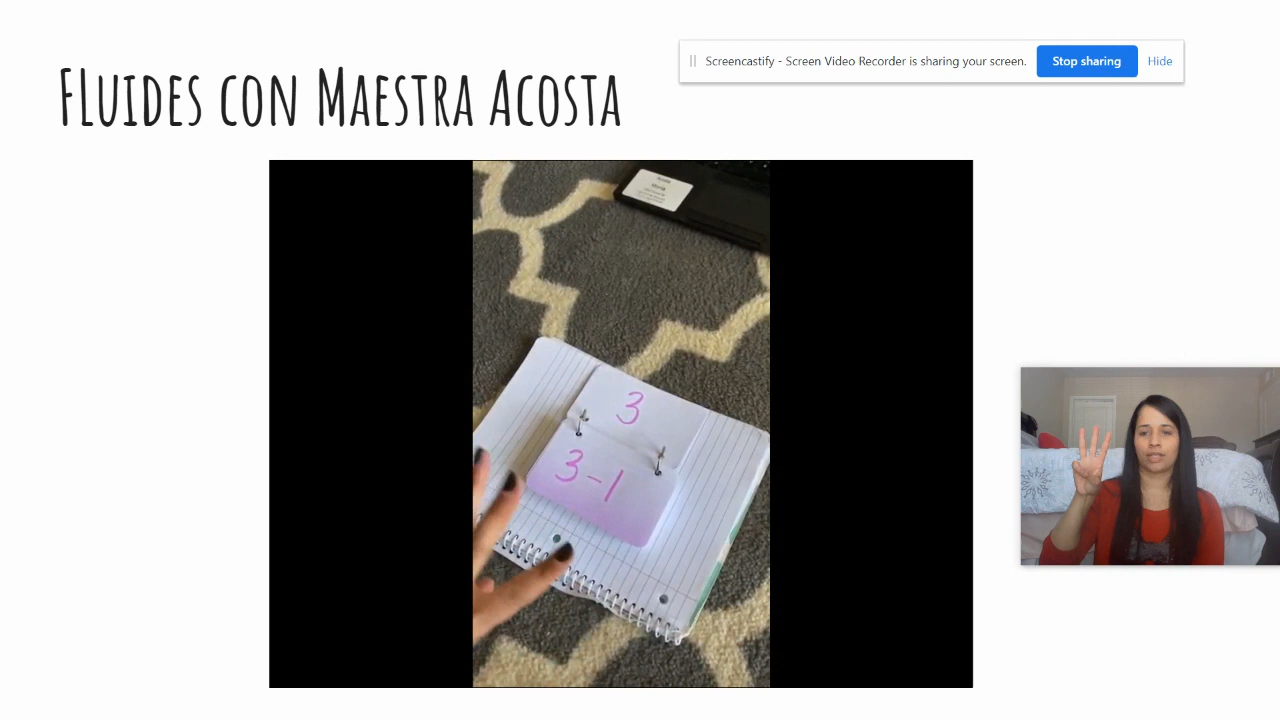 FLUIDES CON MAESTRA ACOSTA
Screencastify - Screen Video Recorder is sharing your screen.
Stop sharing
Hide
3
3-1